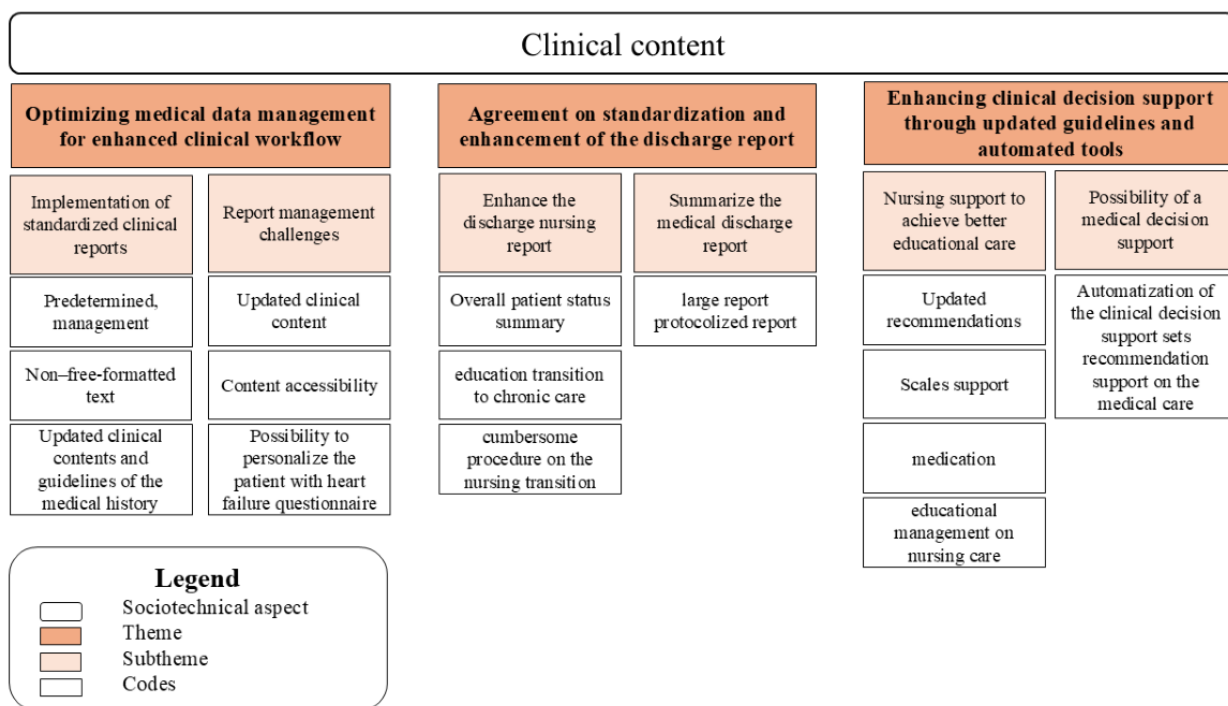 Clinical content
Optimizing medical data management
for enhanced clinical workflow
Implementation of
standardized clinical
reports
Predetermined,
management
Non–free-formatted
text
Updated clinical
contents and
guidelines of the
medical history
Report management
challenges
Updated clinical
content
Content accessibility
Possibility to
personalize the
patient with heart
failure questionnaire
Agreement on standardization and
enhancement of the discharge report
Enhance the
discharge nursing
report
Overall patient status
summary
education transition
to chronic care
cumbersome
procedure on the
nursing transition
Summarize the
medical discharge
report
large report
protocolized report
Enhancing clinical decision support
through updated guidelines and
automated tools
Nursing support to
achieve better
educational care
Updated
recommendations
Scales support
medication
educational
management on
nursing care
Possibility of a
medical decision
support
Automatization of
the clinical decision
support sets
recommendation
support on the
medical care
Legend
Sociotechnical aspect
Theme
Subtheme
Codes